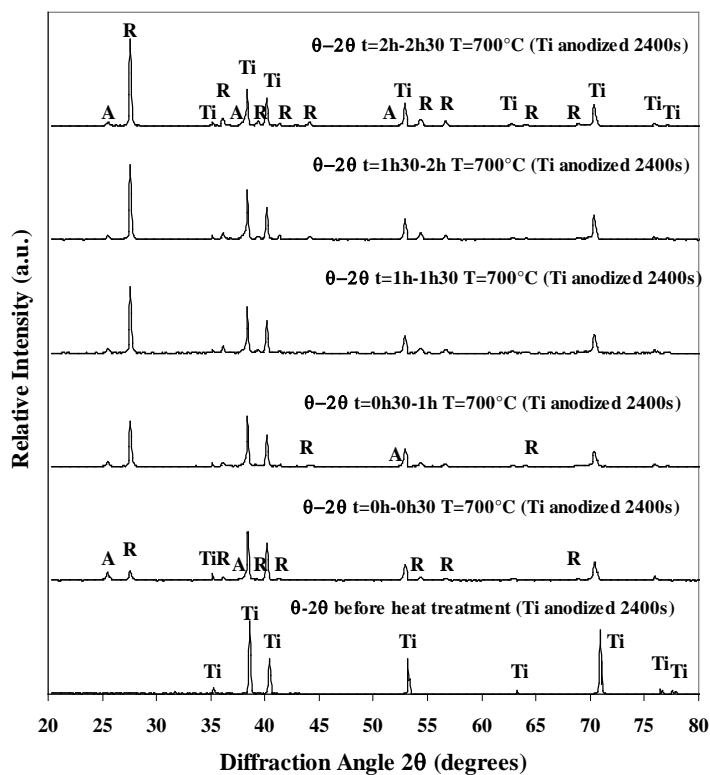 R
θ−2θ t=2h-2h30 T=700°C (Ti anodized 2400s)
Ti
Ti
R
A
Ti
A
R
R
R
A
Ti
R
R
Ti
R
R
Ti
Ti
θ−2θ t=1h30-2h T=700°C (Ti anodized 2400s)
θ−2θ t=1h-1h30 T=700°C (Ti anodized 2400s)
θ−2θ t=0h30-1h T=700°C (Ti anodized 2400s)
R
A
R
θ−2θ t=0h-0h30 T=700°C (Ti anodized 2400s)
A
R
Ti
R
A
R
R
R
R
R
θ-2θ before heat treatment (Ti anodized 2400s)
Ti
Ti
Ti
Ti
Ti
Ti
Ti
Ti
20 25 30 35 40 45 50 55 60 65 70 75 80
Diffraction Angle 2θ (degrees)
Relative Intensity (a.u.)